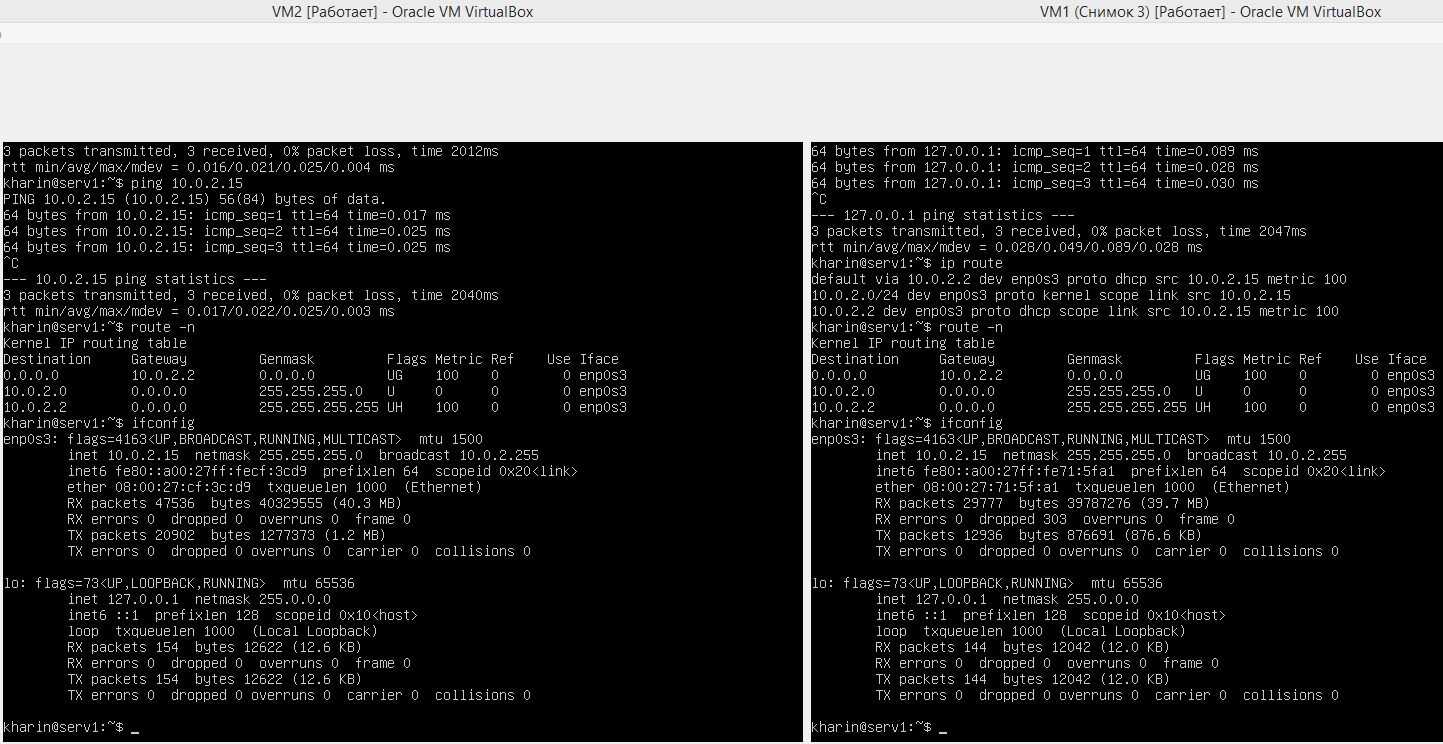 VM2 [Работает] - Oracle VM VirtualBox
3 packets transmitted, 3 received, 0% packet loss, time 2012ms
rtt min/avg/max/mdev = 0.016/0.021/0.025/0.004 ms
kharin@serv1:~$ ping 10.0.2.15
PING 10.0.2.15 (10.0.2.15) 56(84) bytes of data.
64 bytes from 10.0.2.15: icmp_seq=1 ttl=64 time=0.017 ms
64 bytes from 10.0.2.15: icmp_seq=2 ttl=64 time=0.025 ms
64 bytes from 10.0.2.15: icmp_seq=3 ttl=64 time=0.025 ms
^C
--- 10.0.2.15 ping statistics ---
3 packets transmitted, 3 received, 0% packet loss, time 2040ms
rtt min/avg/max/mdev = 0.017/0.022/0.025/0.003 ms
kharin@serv1:~$ route -n
Kernel IP routing table
Destination     Gateway         Genmask         Flags Metric Ref    Use Iface
0.0.0.0         10.0.2.2        0.0.0.0         UG    100    0        0 enp0s3
10.0.2.0        0.0.0.0         255.255.255.0   U     0      0        0 enp0s3
10.0.2.2        0.0.0.0         255.255.255.255 UH    100    0        0 enp0s3
kharin@serv1:~$ ifconfig
enp0s3: flags=4163<UP,BROADCAST,RUNNING,MULTICAST>  mtu 1500
        inet 10.0.2.15  netmask 255.255.255.0  broadcast 10.0.2.255
        inet6 fe80::a00:27ff:fecf:3cd9  prefixlen 64  scopeid 0x20<link>
        ether 08:00:27:cf:3c:d9  txqueuelen 1000  (Ethernet)
        RX packets 47536  bytes 40329555 (40.3 MB)
        RX errors 0  dropped 0  overruns 0  frame 0
        TX packets 20902  bytes 1277373 (1.2 MB)
        TX errors 0  dropped 0 overruns 0  carrier 0  collisions 0
lo: flags=73<UP,LOOPBACK,RUNNING>  mtu 65536
        inet 127.0.0.1  netmask 255.0.0.0
        inet6 ::1  prefixlen 128  scopeid 0x10<host>
        loop  txqueuelen 1000  (Local Loopback)
        RX packets 154  bytes 12622 (12.6 KB)
        RX errors 0  dropped 0  overruns 0  frame 0
        TX packets 154  bytes 12622 (12.6 KB)
        TX errors 0  dropped 0 overruns 0  carrier 0  collisions 0
kharin@serv1:~$ _
VM1 (Снимок 3) [Работает] - Oracle VM VirtualBox
64 bytes from 127.0.0.1: icmp_seq=1 ttl=64 time=0.089 ms
64 bytes from 127.0.0.1: icmp_seq=2 ttl=64 time=0.028 ms
64 bytes from 127.0.0.1: icmp_seq=3 ttl=64 time=0.030 ms
^C
--- 127.0.0.1 ping statistics ---
3 packets transmitted, 3 received, 0% packet loss, time 2047ms
rtt min/avg/max/mdev = 0.028/0.049/0.089/0.028 ms
kharin@serv1:~$ ip route
default via 10.0.2.2 dev enp0s3 proto dhcp src 10.0.2.15 metric 100
10.0.2.0/24 dev enp0s3 proto kernel scope link src 10.0.2.15
10.0.2.2 dev enp0s3 proto dhcp scope link src 10.0.2.15 metric 100
kharin@serv1:~$ route -n
Kernel IP routing table
Destination     Gateway         Genmask         Flags Metric Ref    Use Iface
0.0.0.0         10.0.2.2        0.0.0.0         UG    100    0        0 enp0s3
10.0.2.0        0.0.0.0         255.255.255.0   U     0      0        0 enp0s3
10.0.2.2        0.0.0.0         255.255.255.255 UH    100    0        0 enp0s3
kharin@serv1:~$ ifconfig
enp0s3: flags=4163<UP,BROADCAST,RUNNING,MULTICAST>  mtu 1500
        inet 10.0.2.15  netmask 255.255.255.0  broadcast 10.0.2.255
        inet6 fe80::a00:27ff:fe71:5fa1  prefixlen 64  scopeid 0x20<link>
        ether 08:00:27:71:5f:a1  txqueuelen 1000  (Ethernet)
        RX packets 29777  bytes 39787276 (39.7 MB)
        RX errors 0  dropped 303  overruns 0  frame 0
        TX packets 12936  bytes 876691 (876.6 KB)
        TX errors 0  dropped 0 overruns 0  carrier 0  collisions 0
lo: flags=73<UP,LOOPBACK,RUNNING>  mtu 65536
        inet 127.0.0.1  netmask 255.0.0.0
        inet6 ::1  prefixlen 128  scopeid 0x10<host>
        loop  txqueuelen 1000  (Local Loopback)
        RX packets 144  bytes 12042 (12.0 KB)
        RX errors 0  dropped 0  overruns 0  frame 0
        TX packets 144  bytes 12042 (12.0 KB)
        TX errors 0  dropped 0 overruns 0  carrier 0  collisions 0
kharin@serv1:~$ _